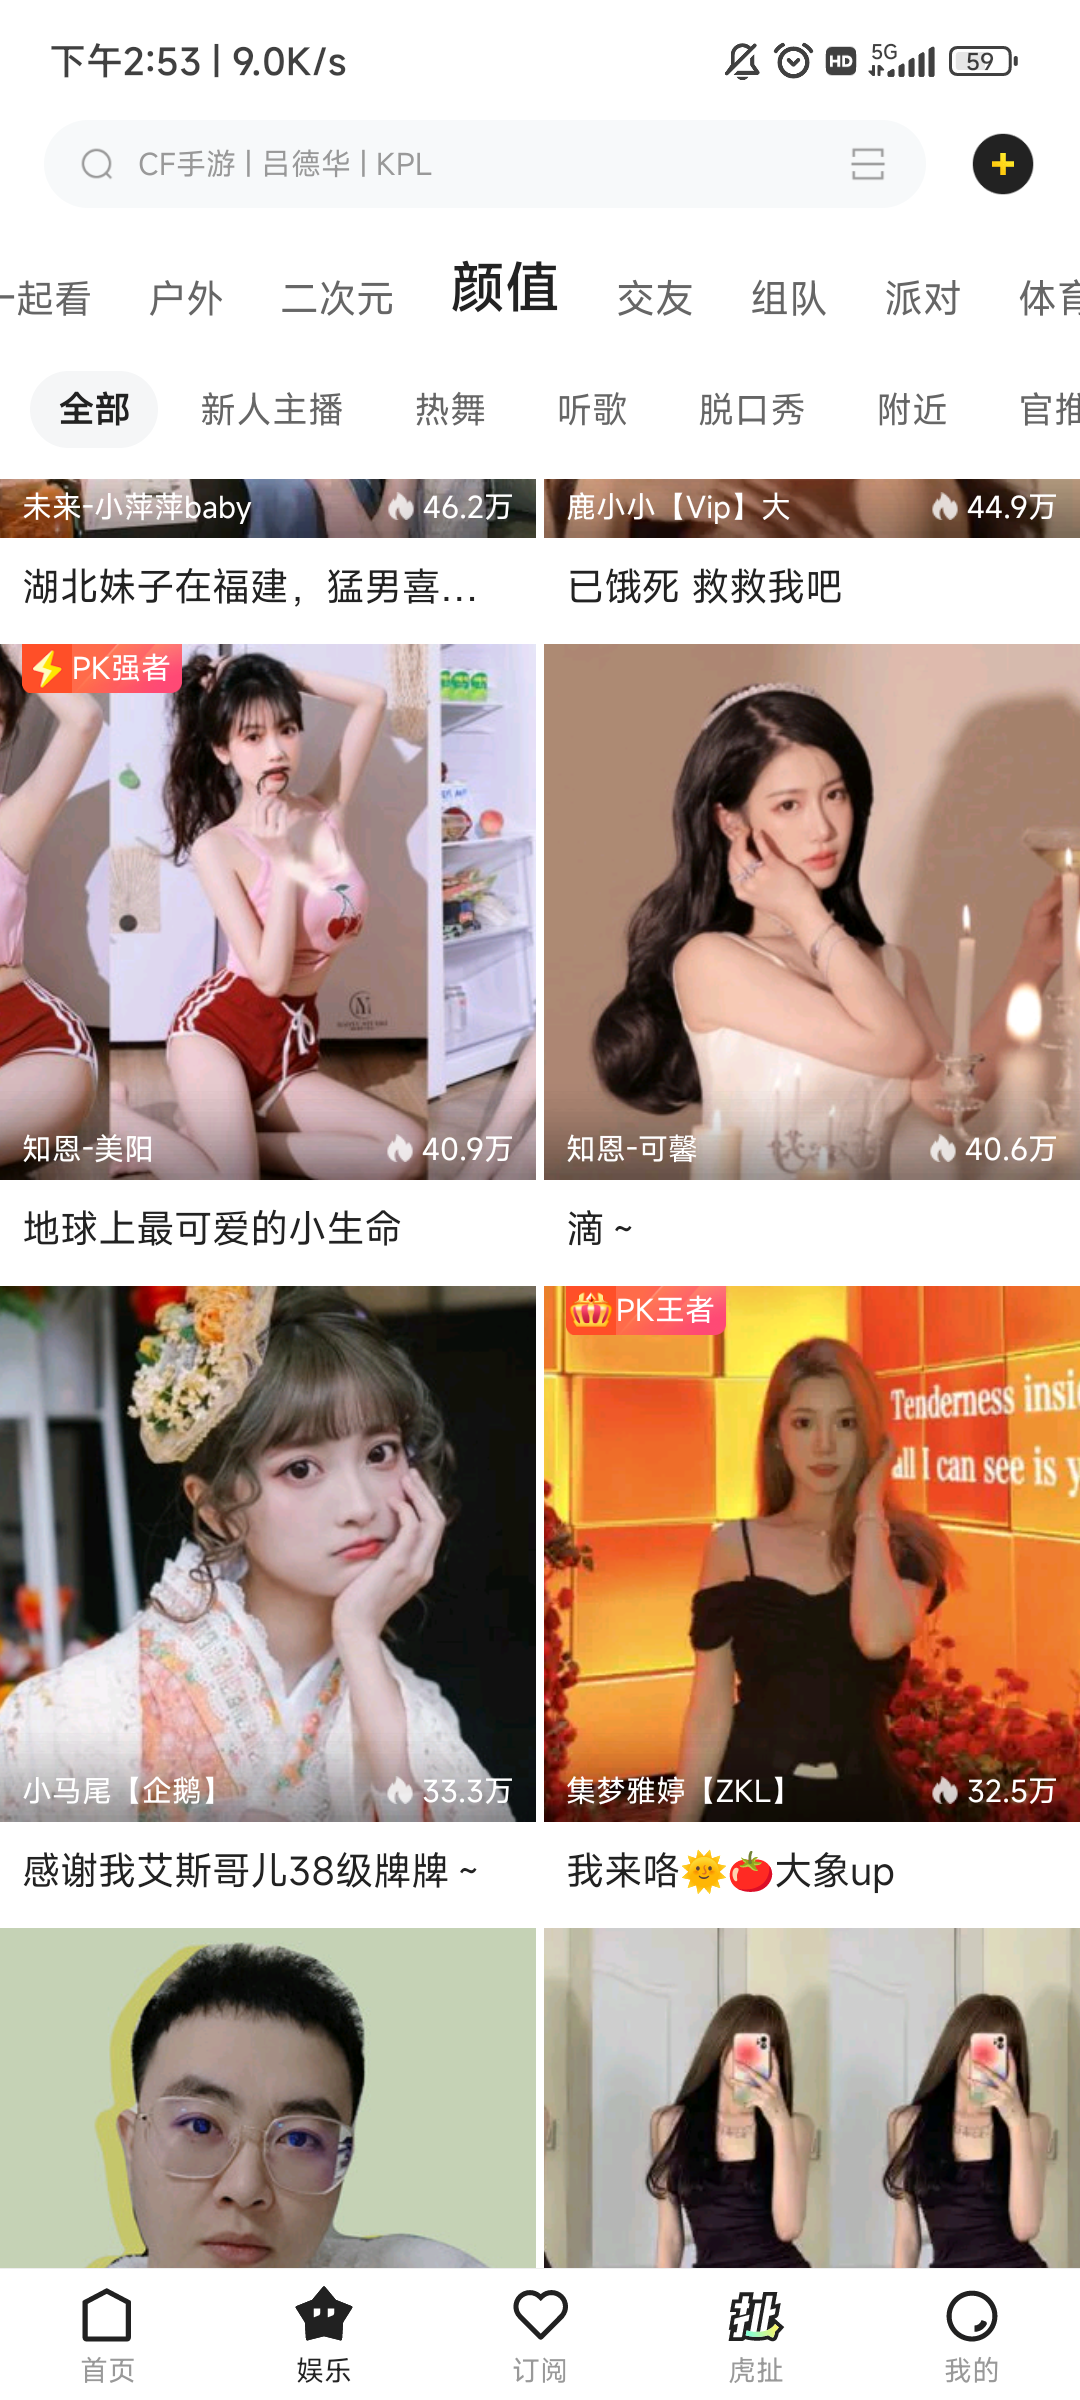 下午2:53 | 9.0K/s
HD 5G 59
CF手游 | 吕德华 | KPL
一起看 户外 二次元 颜值 交友 组队 派对 体育
全部 新人主播 热舞 听歌 脱口秀 附近 官推
未来-小萍萍baby 46.2万
鹿小小【Vip】大 44.9万
湖北妹子在福建，猛男喜...
已饿死 救救我吧
PK强者
知恩-美阳 40.9万
知恩-可馨 40.6万
地球上最可爱的小生命
滴 ~
PK王者
Tenderness insi
all I can see is y
小马尾【企鹅】 33.3万
集梦雅婷【ZKL】 32.5万
感谢我艾斯哥儿38级牌牌 ~
我来咯🌞🍅大象up
首页 娱乐 订阅 虎扯 我的